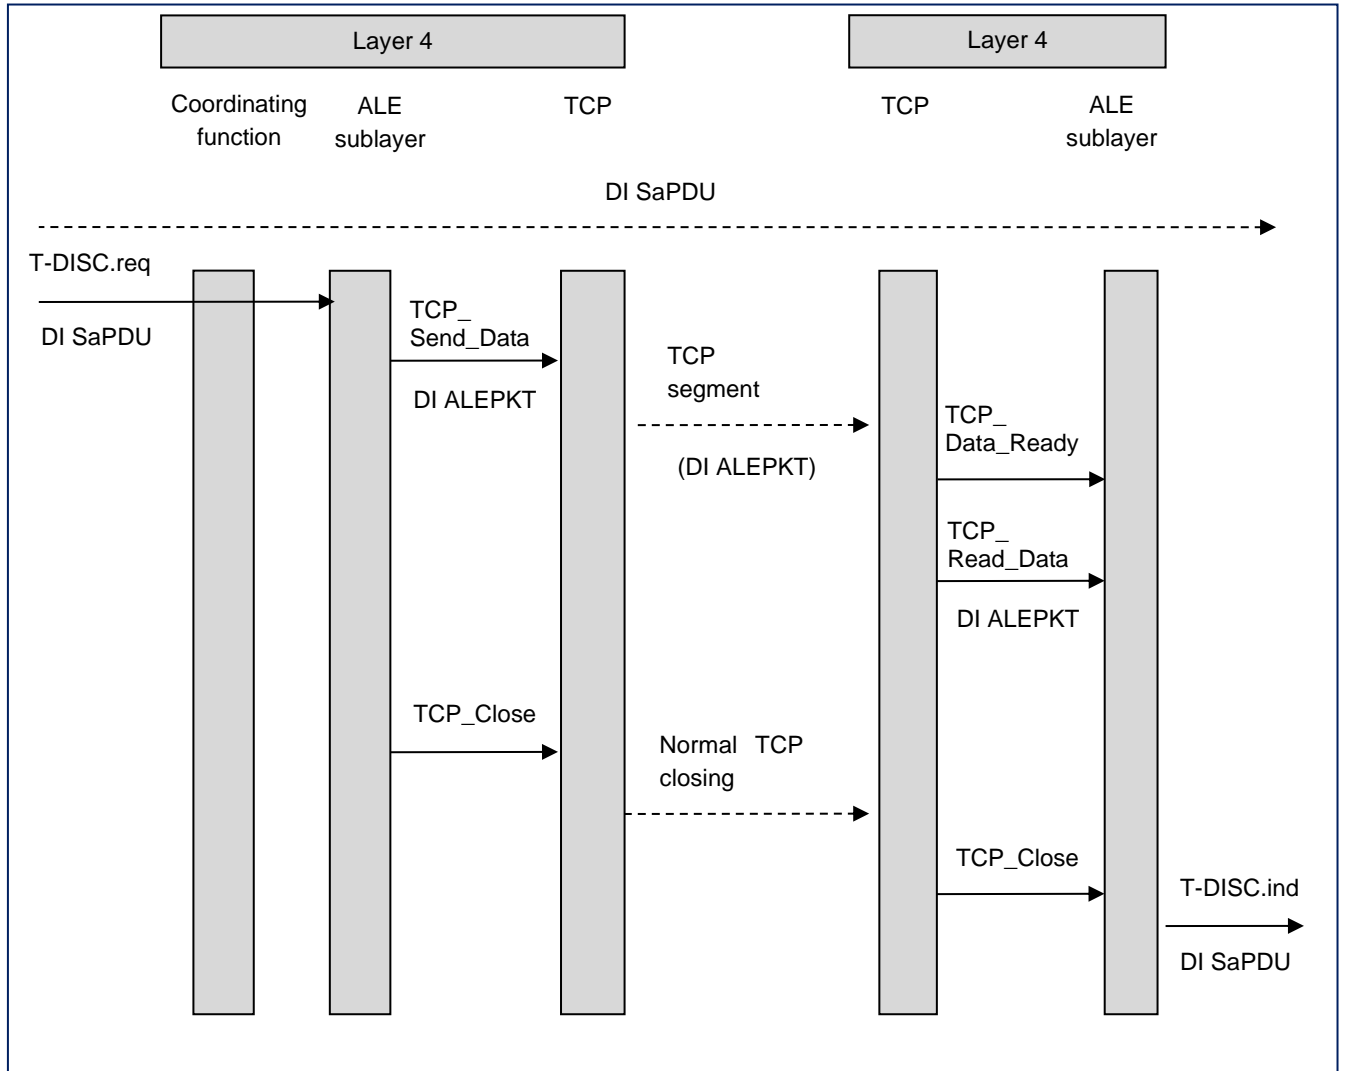 Layer 4
Layer 4
Coordinating
function
ALE
sublayer
TCP
TCP
ALE
sublayer
DI SaPDU
T-DISC.req
DI SaPDU
TCP_
Send_Data
DI ALEPKT
TCP
segment
(DI ALEPKT)
TCP_
Data_Ready
TCP_
Read_Data
DI ALEPKT
TCP_Close
Normal TCP
closing
TCP_Close
T-DISC.ind
DI SaPDU